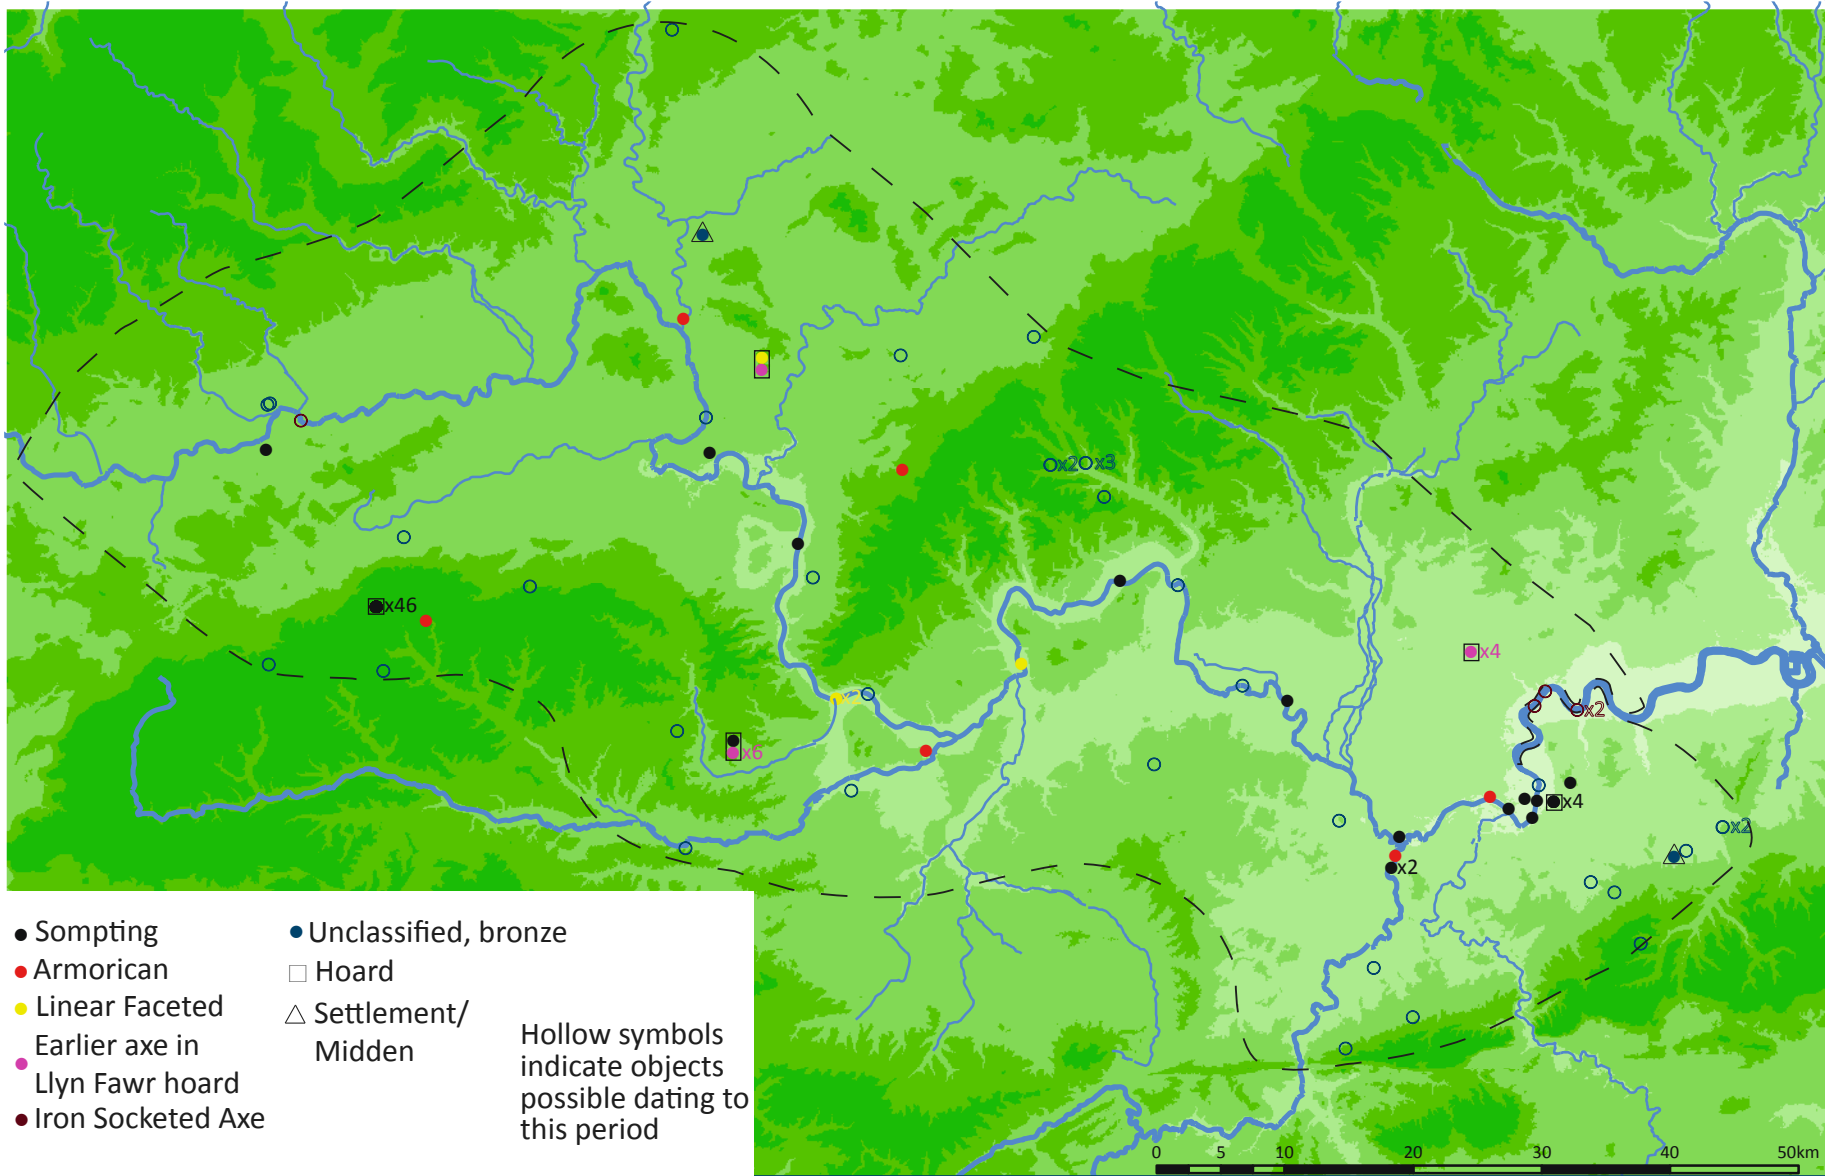 x2
x3
x46
x4
x2
x2
x6
x4
x2
x2
Sompting
Armorican
Linear Faceted
Earlier axe in
Llyn Fawr hoard
Iron Socketed Axe
Unclassified, bronze
Hoard
Settlement/
Midden
Hollow symbols
indicate objects
possible dating to
this period
0 5 10 20 30 40 50km